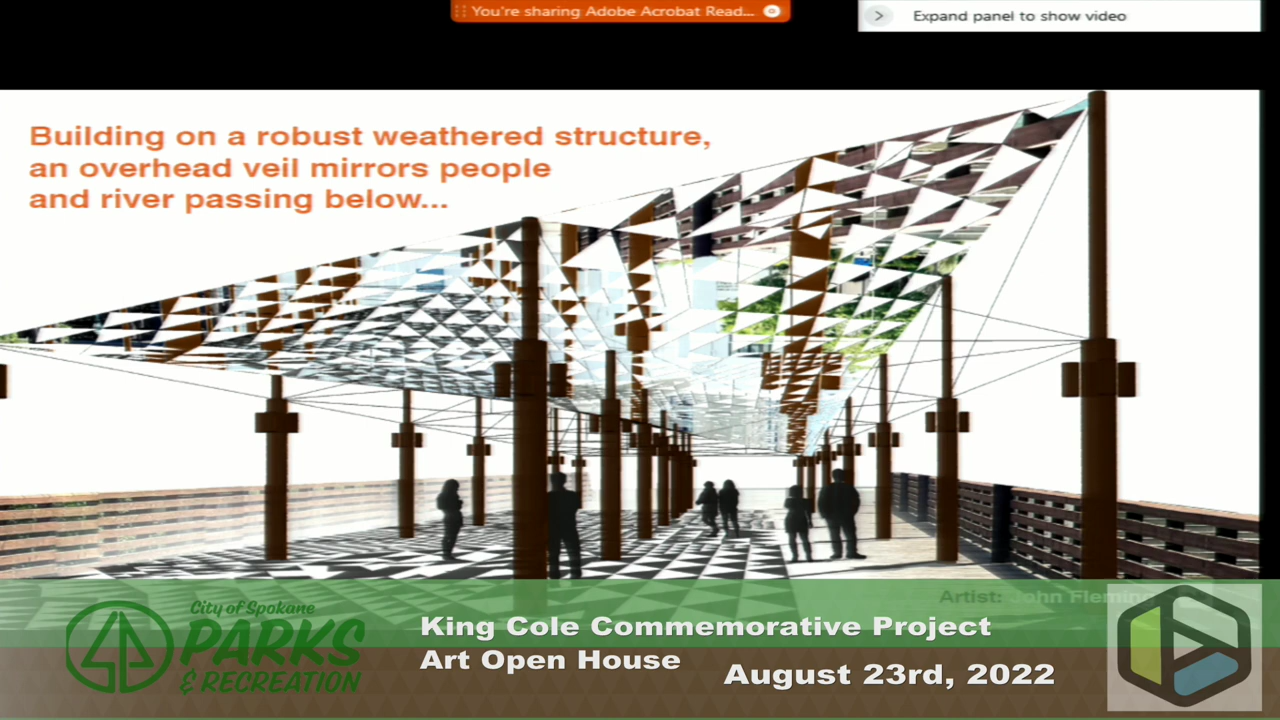 You're sharing Adobe Acrobat Read...
Expand panel to show video
Building on a robust weathered structure,
an overhead veil mirrors people
and river passing below...
Artist: John Fleming
City of Spokane
PARKS
& RECREATION
King Cole Commemorative Project
Art Open House
August 23rd, 2022